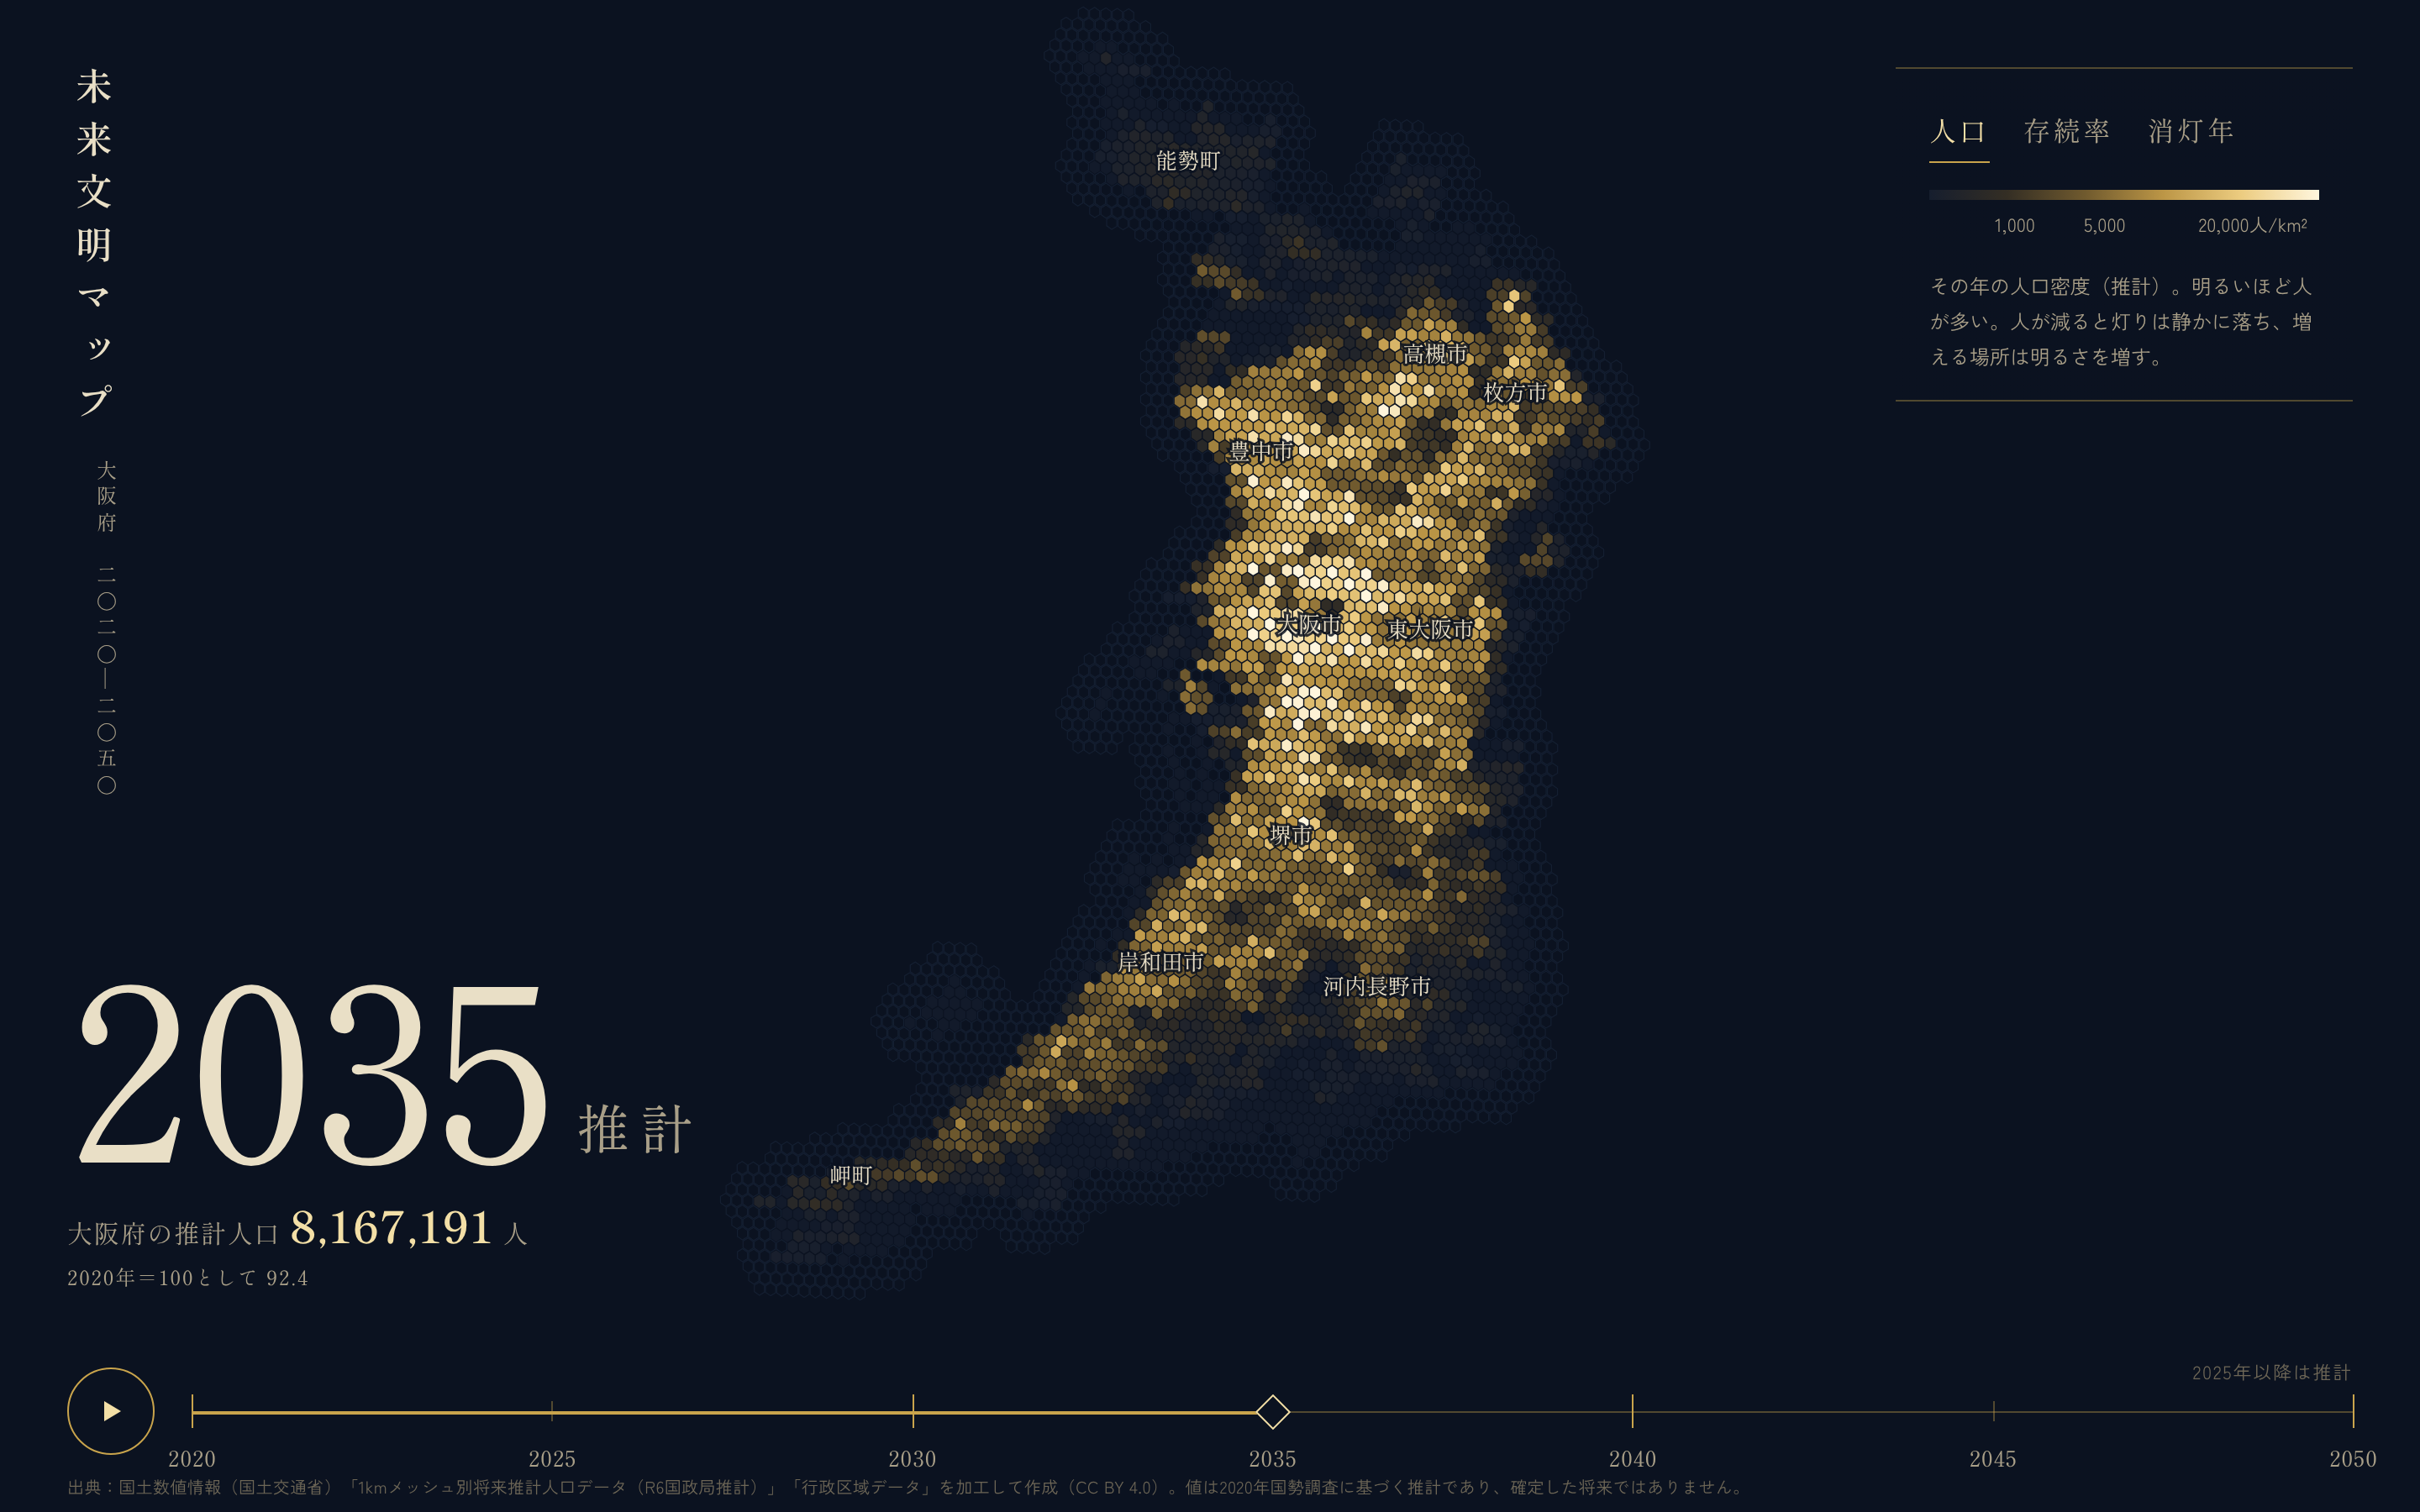 未来文明マップ
大阪府 二〇二〇―二〇五〇
人口 存続率 消灯年
1,000 5,000 20,000人/km²
その年の人口密度（推計）。明るいほど人
が多い。人が減ると灯りは静かに落ち、増
える場所は明るさを増す。
能勢町
高槻市
枚方市
豊中市
大阪市
東大阪市
堺市
岸和田市
河内長野市
岬町
2035 推計
大阪府の推計人口 8,167,191 人
2020年＝100として 92.4
2025年以降は推計
2020 2025 2030 2035 2040 2045 2050
出典：国土数値情報（国土交通省）「1kmメッシュ別将来推計人口データ（R6国政局推計）」「行政区域データ」を加工して作成（CC BY 4.0）。値は2020年国勢調査に基づく推計であり、確定した将来ではありません。